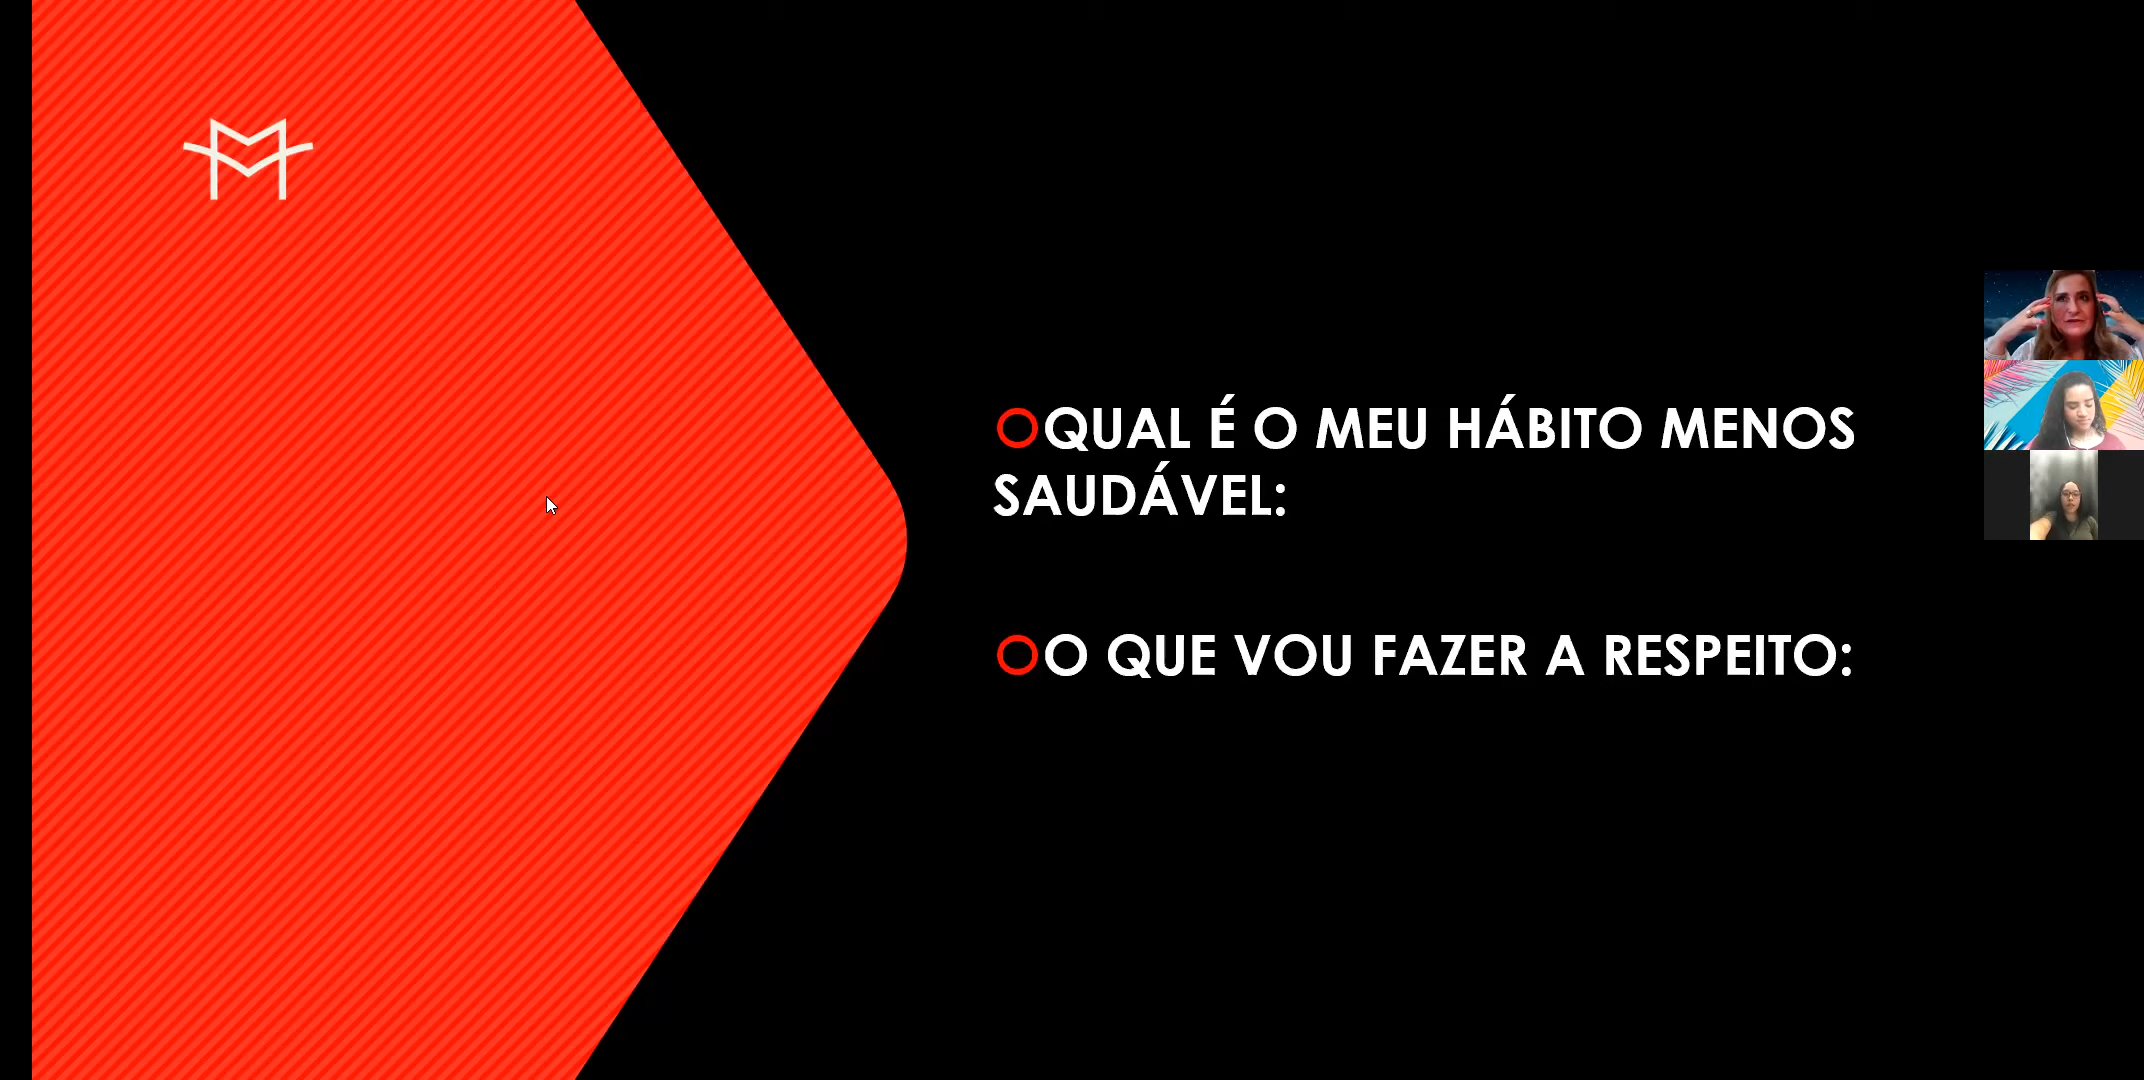 QUAL É O MEU HÁBITO MENOS
SAUDÁVEL:
O QUE VOU FAZER A RESPEITO: